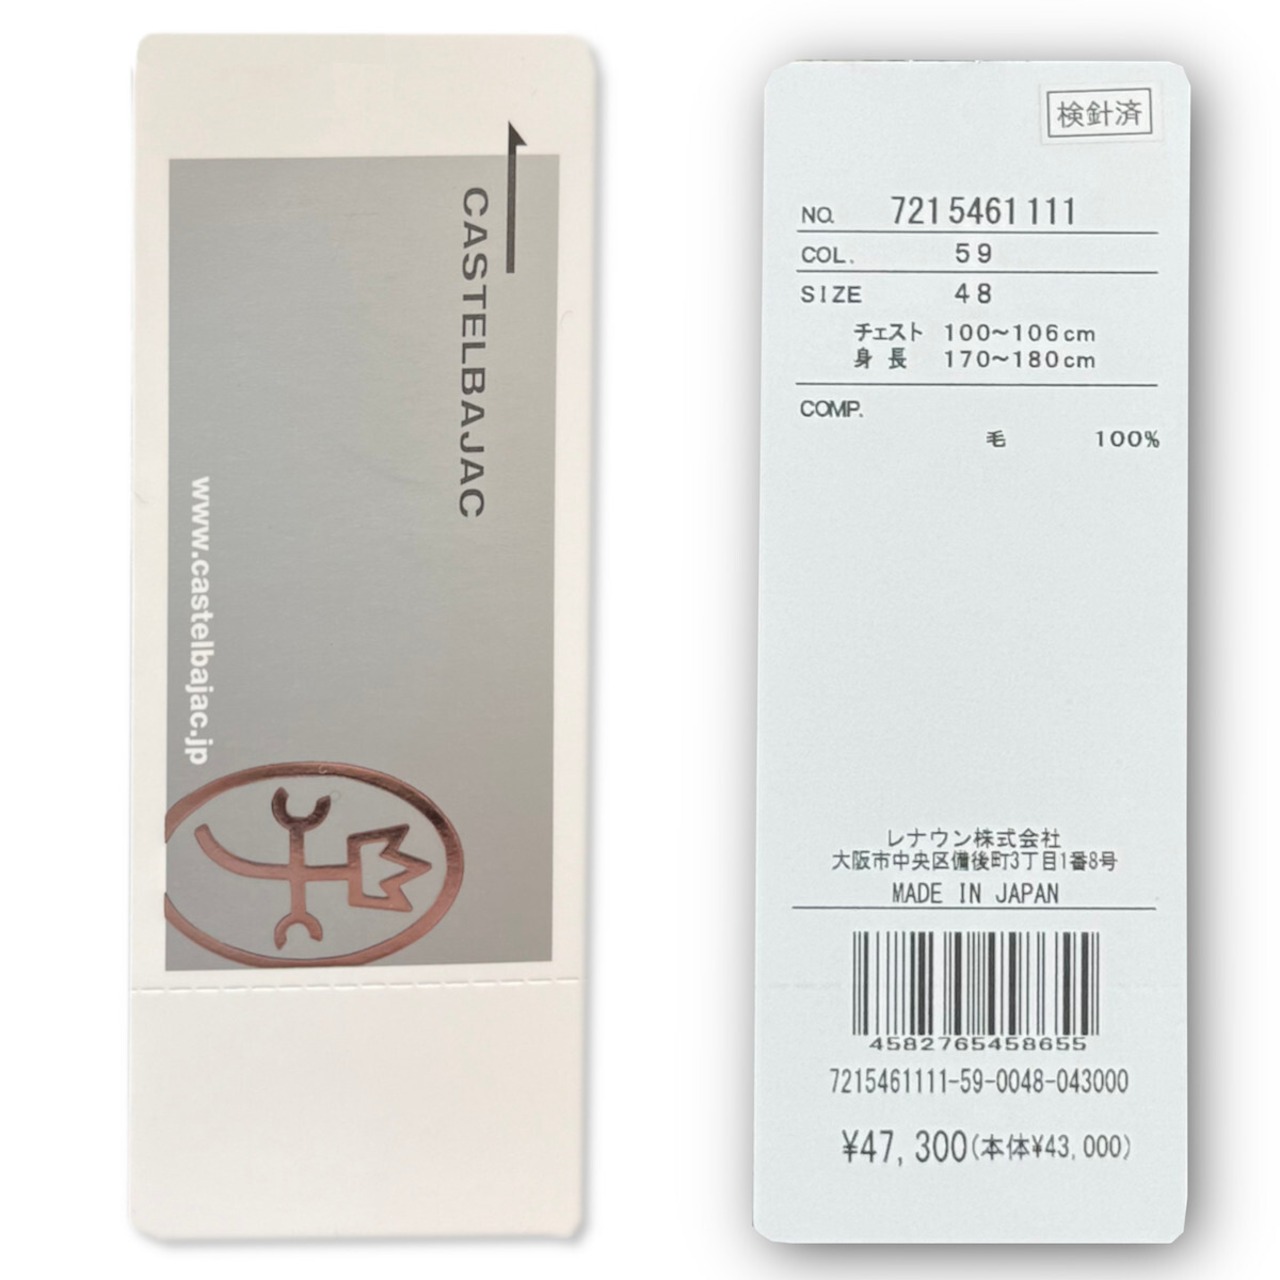 CASTELBAJAC
www.castelbajac.jp
検針済
NO. 7215461111
COL. 59
SIZE 48
チェスト 100~106cm
身長 170~180cm
COMP.
毛 100%
レナウン株式会社
大阪市中央区備後町3丁目1番8号
MADE IN JAPAN
4582765458655
7215461111-59-0048-043000
¥47,300(本体¥43,000)